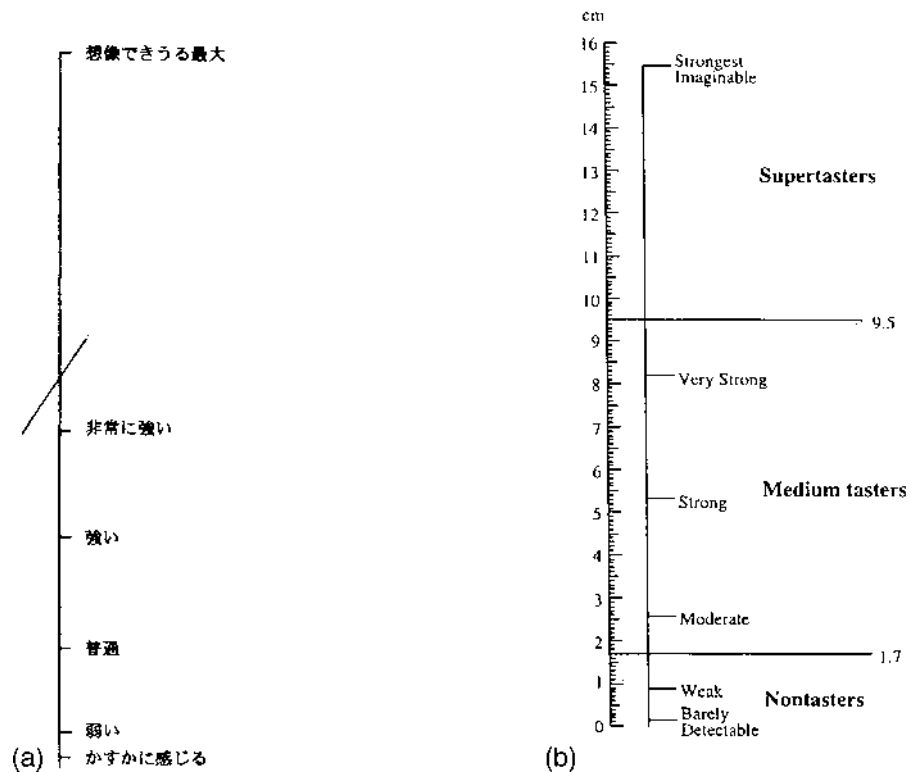 想像できうる最大
非常に強い
強い
普通
弱い
かすかに感じる
(a)
cm
16
15
14
13
12
11
10
9
8
7
6
5
4
3
2
1
0
Strongest
Imaginable
Supertasters
9.5
Very Strong
Medium tasters
Strong
Moderate
1.7
Weak
Nontasters
Barely
Detectable
(b)